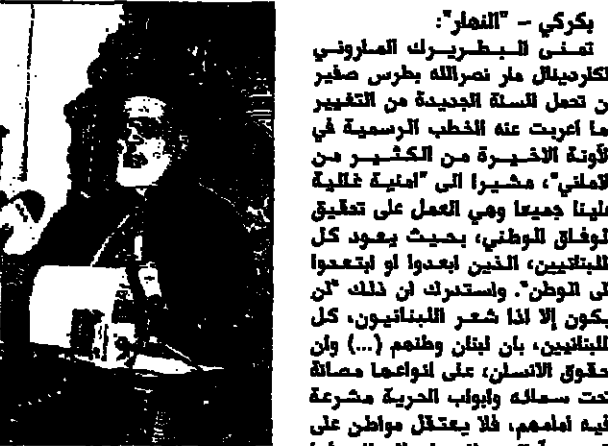 بكركي – "النهار":
تمنى البطريرك الماروني
الكاردينال مار نصرالله بطرس صفير
ن تحمل السنة الجديدة من التغيير
ما اعربت عنه الخطب الرسمية في
الآونة الاخيرة من الكثير من
الاماني"، مشيرا الى "امنية غالية
علينا جميعا وهي العمل على تحقيق
الوفاق الوطني، بحيث يعود كل
اللبنانيين، الذين ابعدوا او ابتعدوا
الى الوطن". واستدرك ان ذلك "لن
يكون إلا اذا شعر اللبنانيون، كل
اللبنانيين، بان لبنان وطنهم (...) وان
حقوق الانسان، على انواعها مصانة
تحت سمائه وابواب الحرية مشرعة
فيه امامهم، فلا يعتقل مواطن على